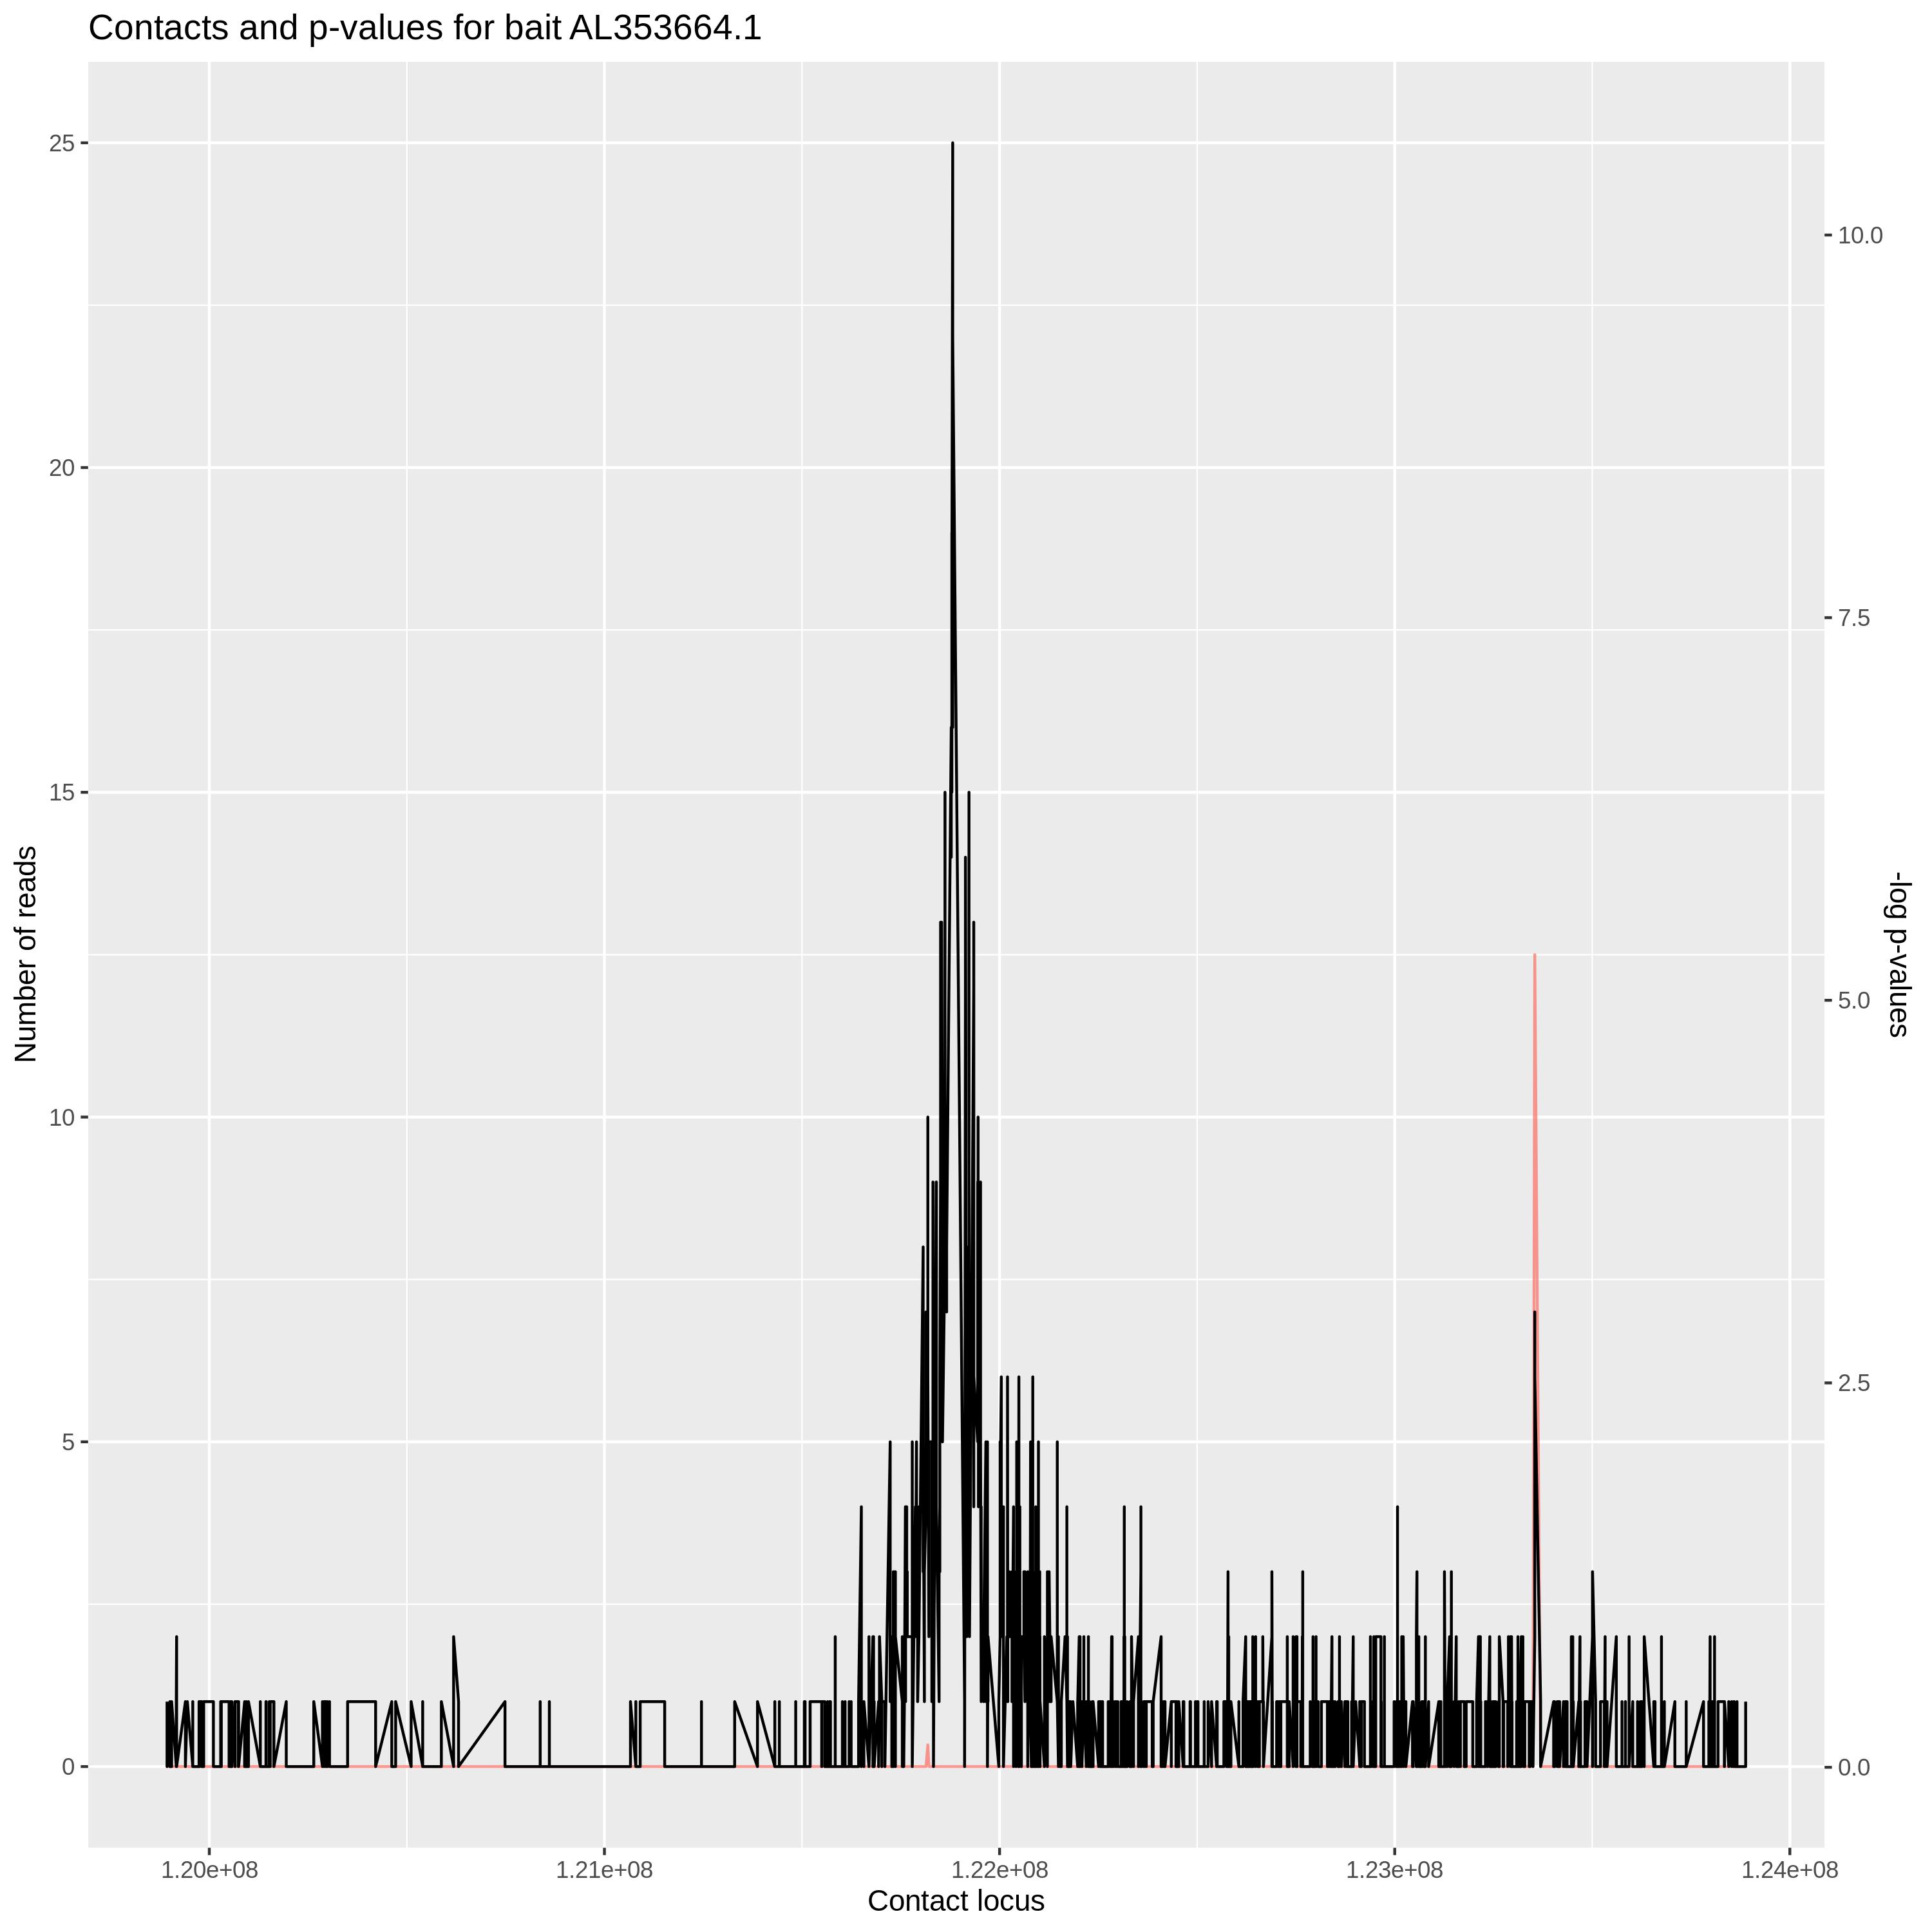 Contacts and p-values for bait AL353664.1
25
20
15
10
5
0
Number of reads
10.0
7.5
5.0
2.5
0.0
-log p-values
1.20e+08
1.21e+08
1.22e+08
1.23e+08
1.24e+08
Contact locus